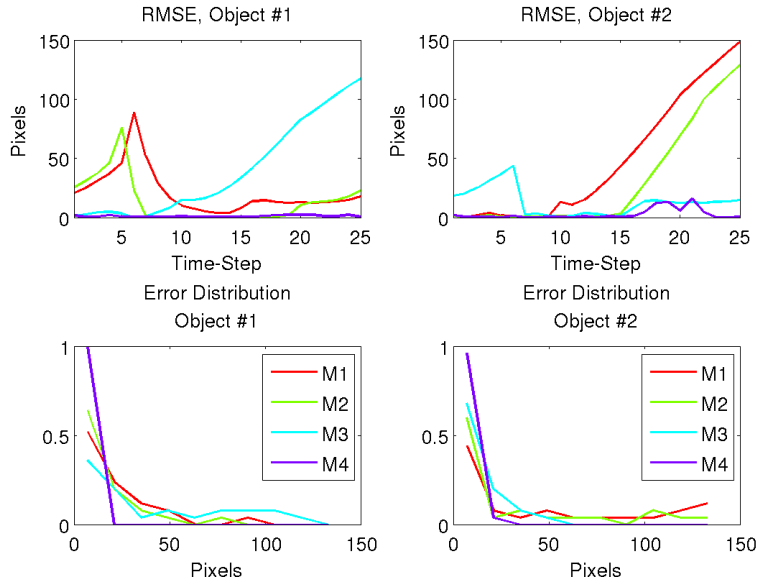 RMSE, Object #1
150
100
50
0
Pixels
5 10 15 20 25
Time-Step
RMSE, Object #2
150
100
50
0
Pixels
5 10 15 20 25
Time-Step
Error Distribution
Object #1
1
0.5
0
M1
M2
M3
M4
0 50 100 150
Pixels
Error Distribution
Object #2
1
0.5
0
M1
M2
M3
M4
0 50 100 150
Pixels